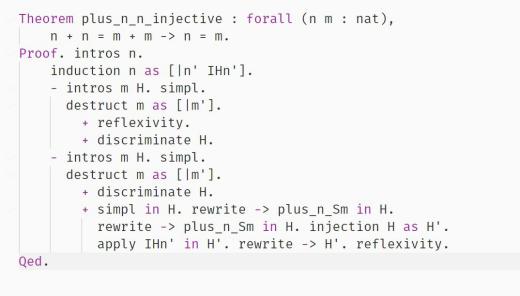 Theorem plus_n_n_injective : forall (n m : nat),
n + n = m + m -> n = m.
Proof. intros n.
induction n as [|n' IHn'].
- intros m H. simpl.
destruct m as [|m'].
+ reflexivity.
+ discriminate H.
- intros m H. simpl.
destruct m as [|m'].
+ discriminate H.
+ simpl in H. rewrite -> plus_n_Sm in H.
rewrite -> plus_n_Sm in H. injection H as H'.
apply IHn' in H'. rewrite -> H'. reflexivity.
Qed.